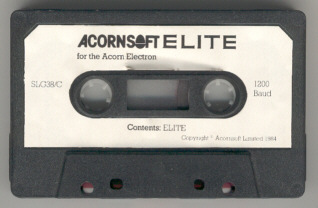 ACORNSOFT ELITE
for the Acorn Electron
SLG38/C
1200
Baud
Contents: ELITE
Copyright © Acornsoft Limited 1984